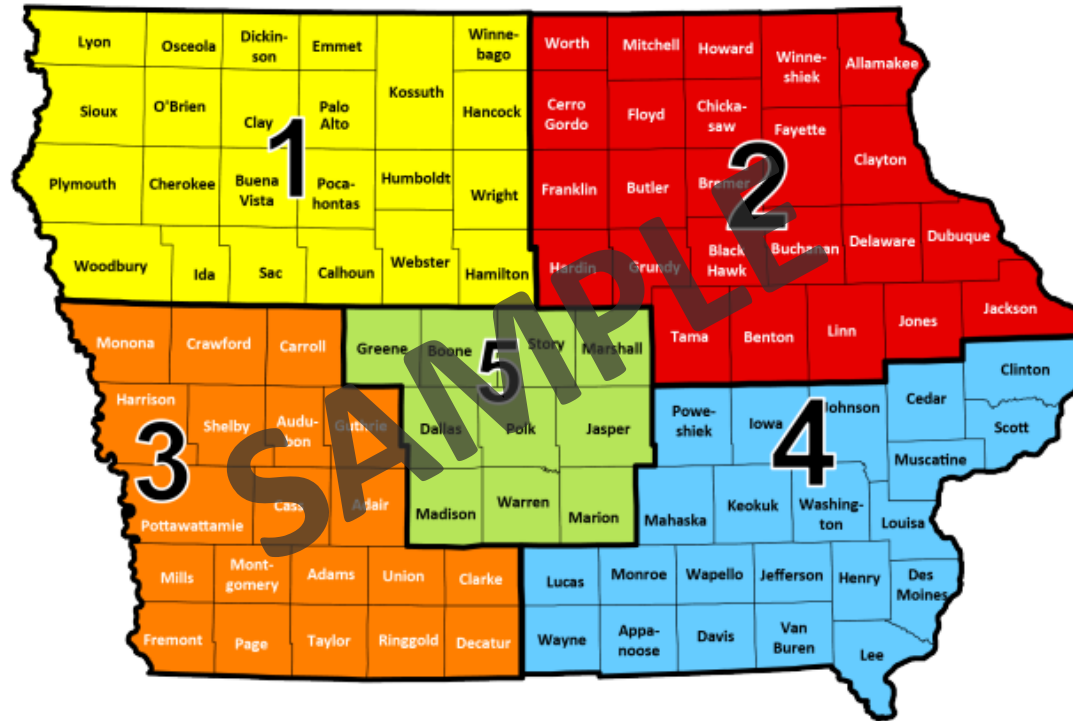 Lyon
Osceola
Dickin-
son
Emmet
Winne-
bago
Worth
Mitchell
Howard
Winne-
shiek
Allamakee
Sioux
O'Brien
Clay
Palo
Alto
Kossuth
Hancock
Cerro
Gordo
Floyd
Chicka-
saw
Fayette
Clayton
1
2
Plymouth
Cherokee
Buena
Vista
Poca-
hontas
Humboldt
Wright
Franklin
Butler
Bremer
Woodbury
Ida
Sac
Calhoun
Webster
Hamilton
Hardin
Grundy
Black
Hawk
Buchanan
Delaware
Dubuque
Monona
Crawford
Carroll
Greene
Boone
Story
Marshall
Tama
Benton
Linn
Jones
Jackson
5
SAMPLE
Harrison
Shelby
Audu-
bon
Guthrie
Dallas
Polk
Jasper
Powe-
shiek
Iowa
Johnson
Cedar
Clinton
Scott
3
4
Muscatine
Pottawattamie
Cass
Adair
Madison
Warren
Marion
Mahaska
Keokuk
Washing-
ton
Louisa
Mills
Mont-
gomery
Adams
Union
Clarke
Lucas
Monroe
Wapello
Jefferson
Henry
Des
Moines
Fremont
Page
Taylor
Ringgold
Decatur
Wayne
Appa-
noose
Davis
Van
Buren
Lee